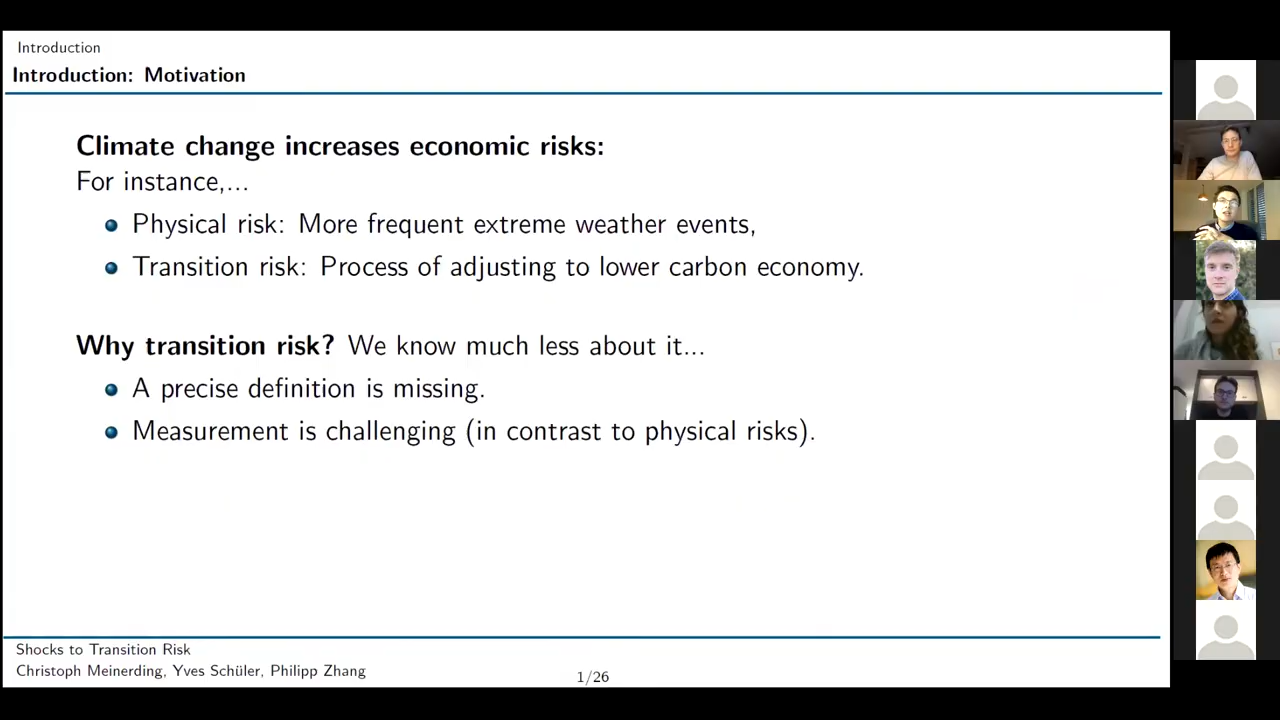 Introduction
Introduction: Motivation
Climate change increases economic risks:
For instance,...
Physical risk: More frequent extreme weather events,
Transition risk: Process of adjusting to lower carbon economy.
Why transition risk? We know much less about it...
A precise definition is missing.
Measurement is challenging (in contrast to physical risks).
Shocks to Transition Risk
Christoph Meinerding, Yves Schüler, Philipp Zhang
1/26